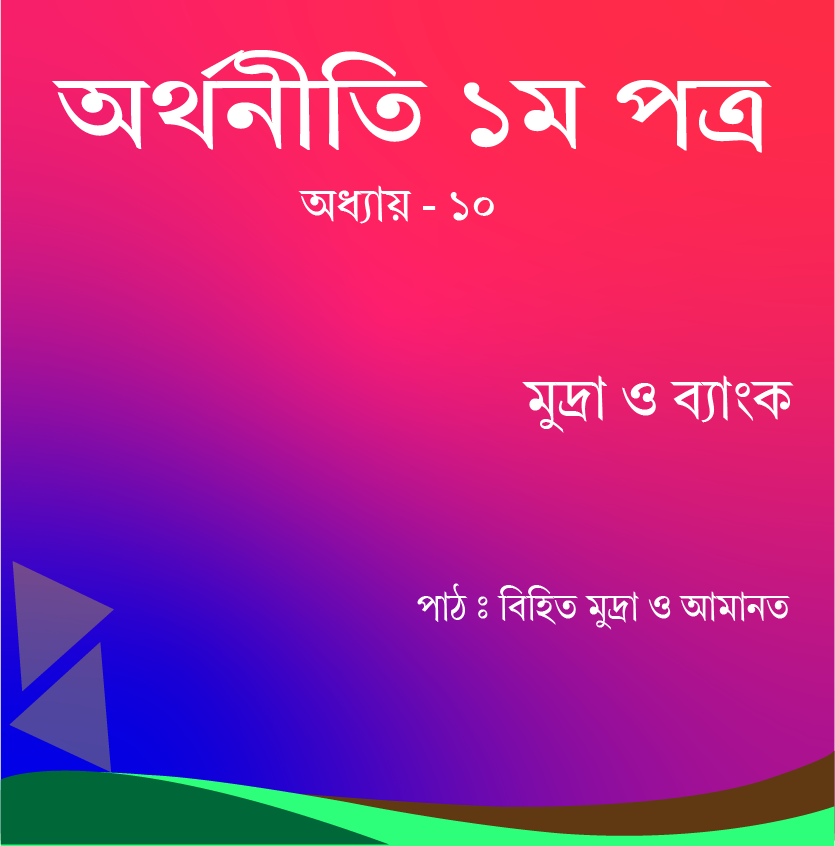 অর্থনীতি ১ম পত্র
অধ্যায় - ১০
মুদ্রা ও ব্যাংক
পাঠ ঃ বিহিত মুদ্রা ও আমানত